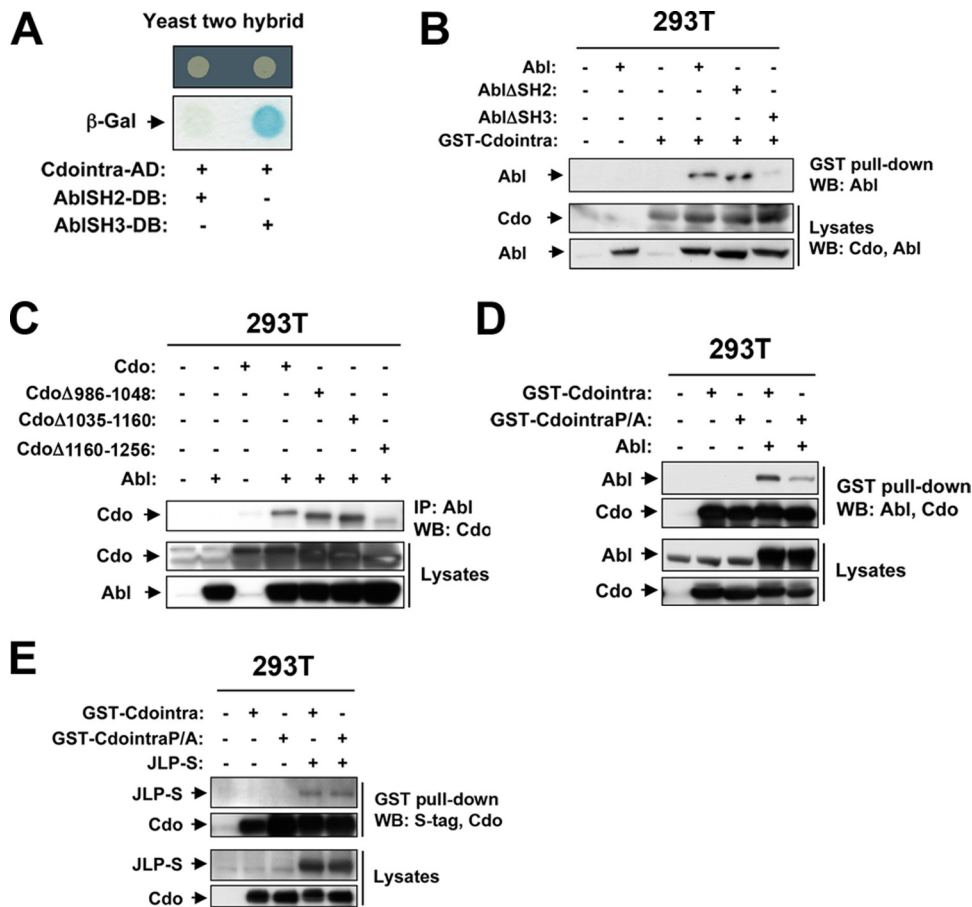 A
Yeast two hybrid
β-Gal
Cdointra-AD: + +
AblSH2-DB: + -
AblSH3-DB: - +
B
293T
Abl: - + - + - -
AblΔSH2: - - - - + -
AblΔSH3: - - - - - +
GST-Cdointra: - - + + + +
Abl
GST pull-down
WB: Abl
Cdo
Abl
Lysates
WB: Cdo, Abl
C
293T
Cdo: - - + + - - -
CdoΔ986-1048: - - - - + - -
CdoΔ1035-1160: - - - - - + -
CdoΔ1160-1256: - - - - - - +
Abl: - + - + + + +
Cdo
IP: Abl
WB: Cdo
Cdo
Abl
Lysates
D
293T
GST-Cdointra: - + - + -
GST-CdointraP/A: - - + - +
Abl: - - - + +
Abl
Cdo
GST pull-down
WB: Abl, Cdo
Abl
Cdo
Lysates
E
293T
GST-Cdointra: - + - + -
GST-CdointraP/A: - - + - +
JLP-S: - - - + +
JLP-S
Cdo
GST pull-down
WB: S-tag, Cdo
JLP-S
Cdo
Lysates